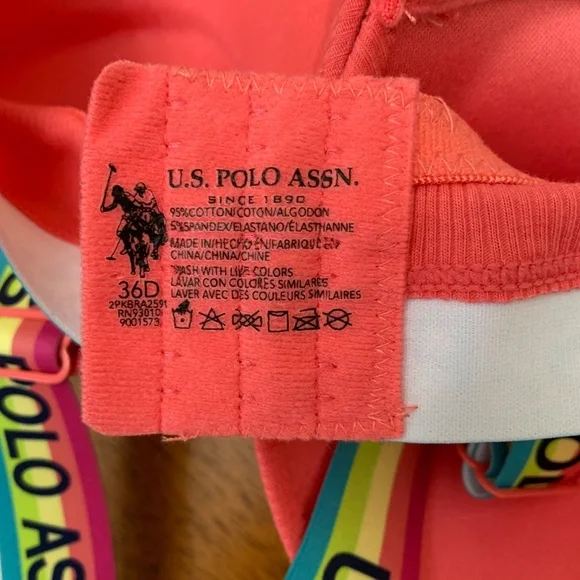 U.S. POLO ASSN.
SINCE 1890
95%COTTON/COTON/ALGODON
5%SPANDEX/ELASTANO/ÉLASTHANNE
MADE IN/HECHO EN/FABRIQUE EN
CHINA/CHINA/CHINE
WASH WITH LIKE COLORS
LAVAR CON COLORES SIMILARES
LAVER AVEC DES COULEURS SIMILAIRES
36D
2PKBRA2591
RN93010
9001573
POLO AS